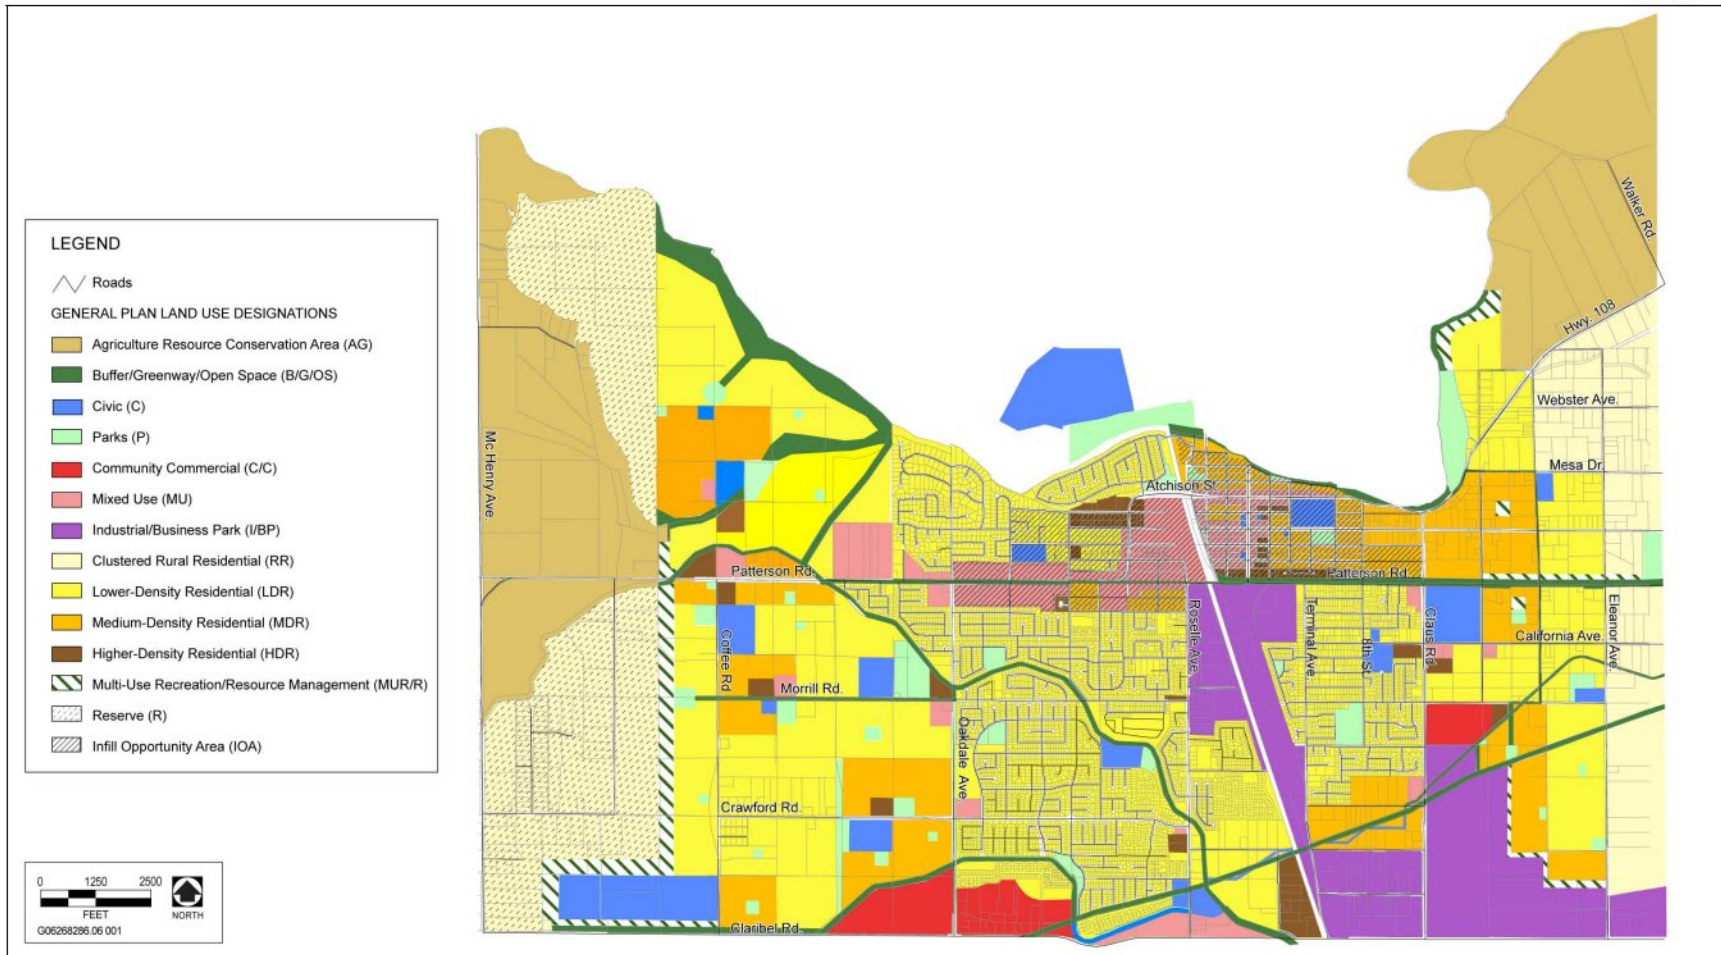 LEGEND
Roads
GENERAL PLAN LAND USE DESIGNATIONS
Agriculture Resource Conservation Area (AG)
Buffer/Greenway/Open Space (B/G/OS)
Civic (C)
Parks (P)
Community Commercial (C/C)
Mixed Use (MU)
Industrial/Business Park (I/BP)
Clustered Rural Residential (RR)
Lower-Density Residential (LDR)
Medium-Density Residential (MDR)
Higher-Density Residential (HDR)
Multi-Use Recreation/Resource Management (MUR/R)
Reserve (R)
Infill Opportunity Area (IOA)
0 1250 2500
FEET
NORTH
G06268286.06 001
Walker Rd.
Hwy. 108
Webster Ave.
Mc Henry Ave.
Mesa Dr.
Atchison St.
Patterson Rd.
Patterson Rd.
Coffee Rd.
Roselle Ave.
Terminal Ave
8th St.
Claus Rd.
California Ave.
Eleanor Ave.
Morrill Rd.
Oakdale Ave.
Crawford Rd.
Claribel Rd.